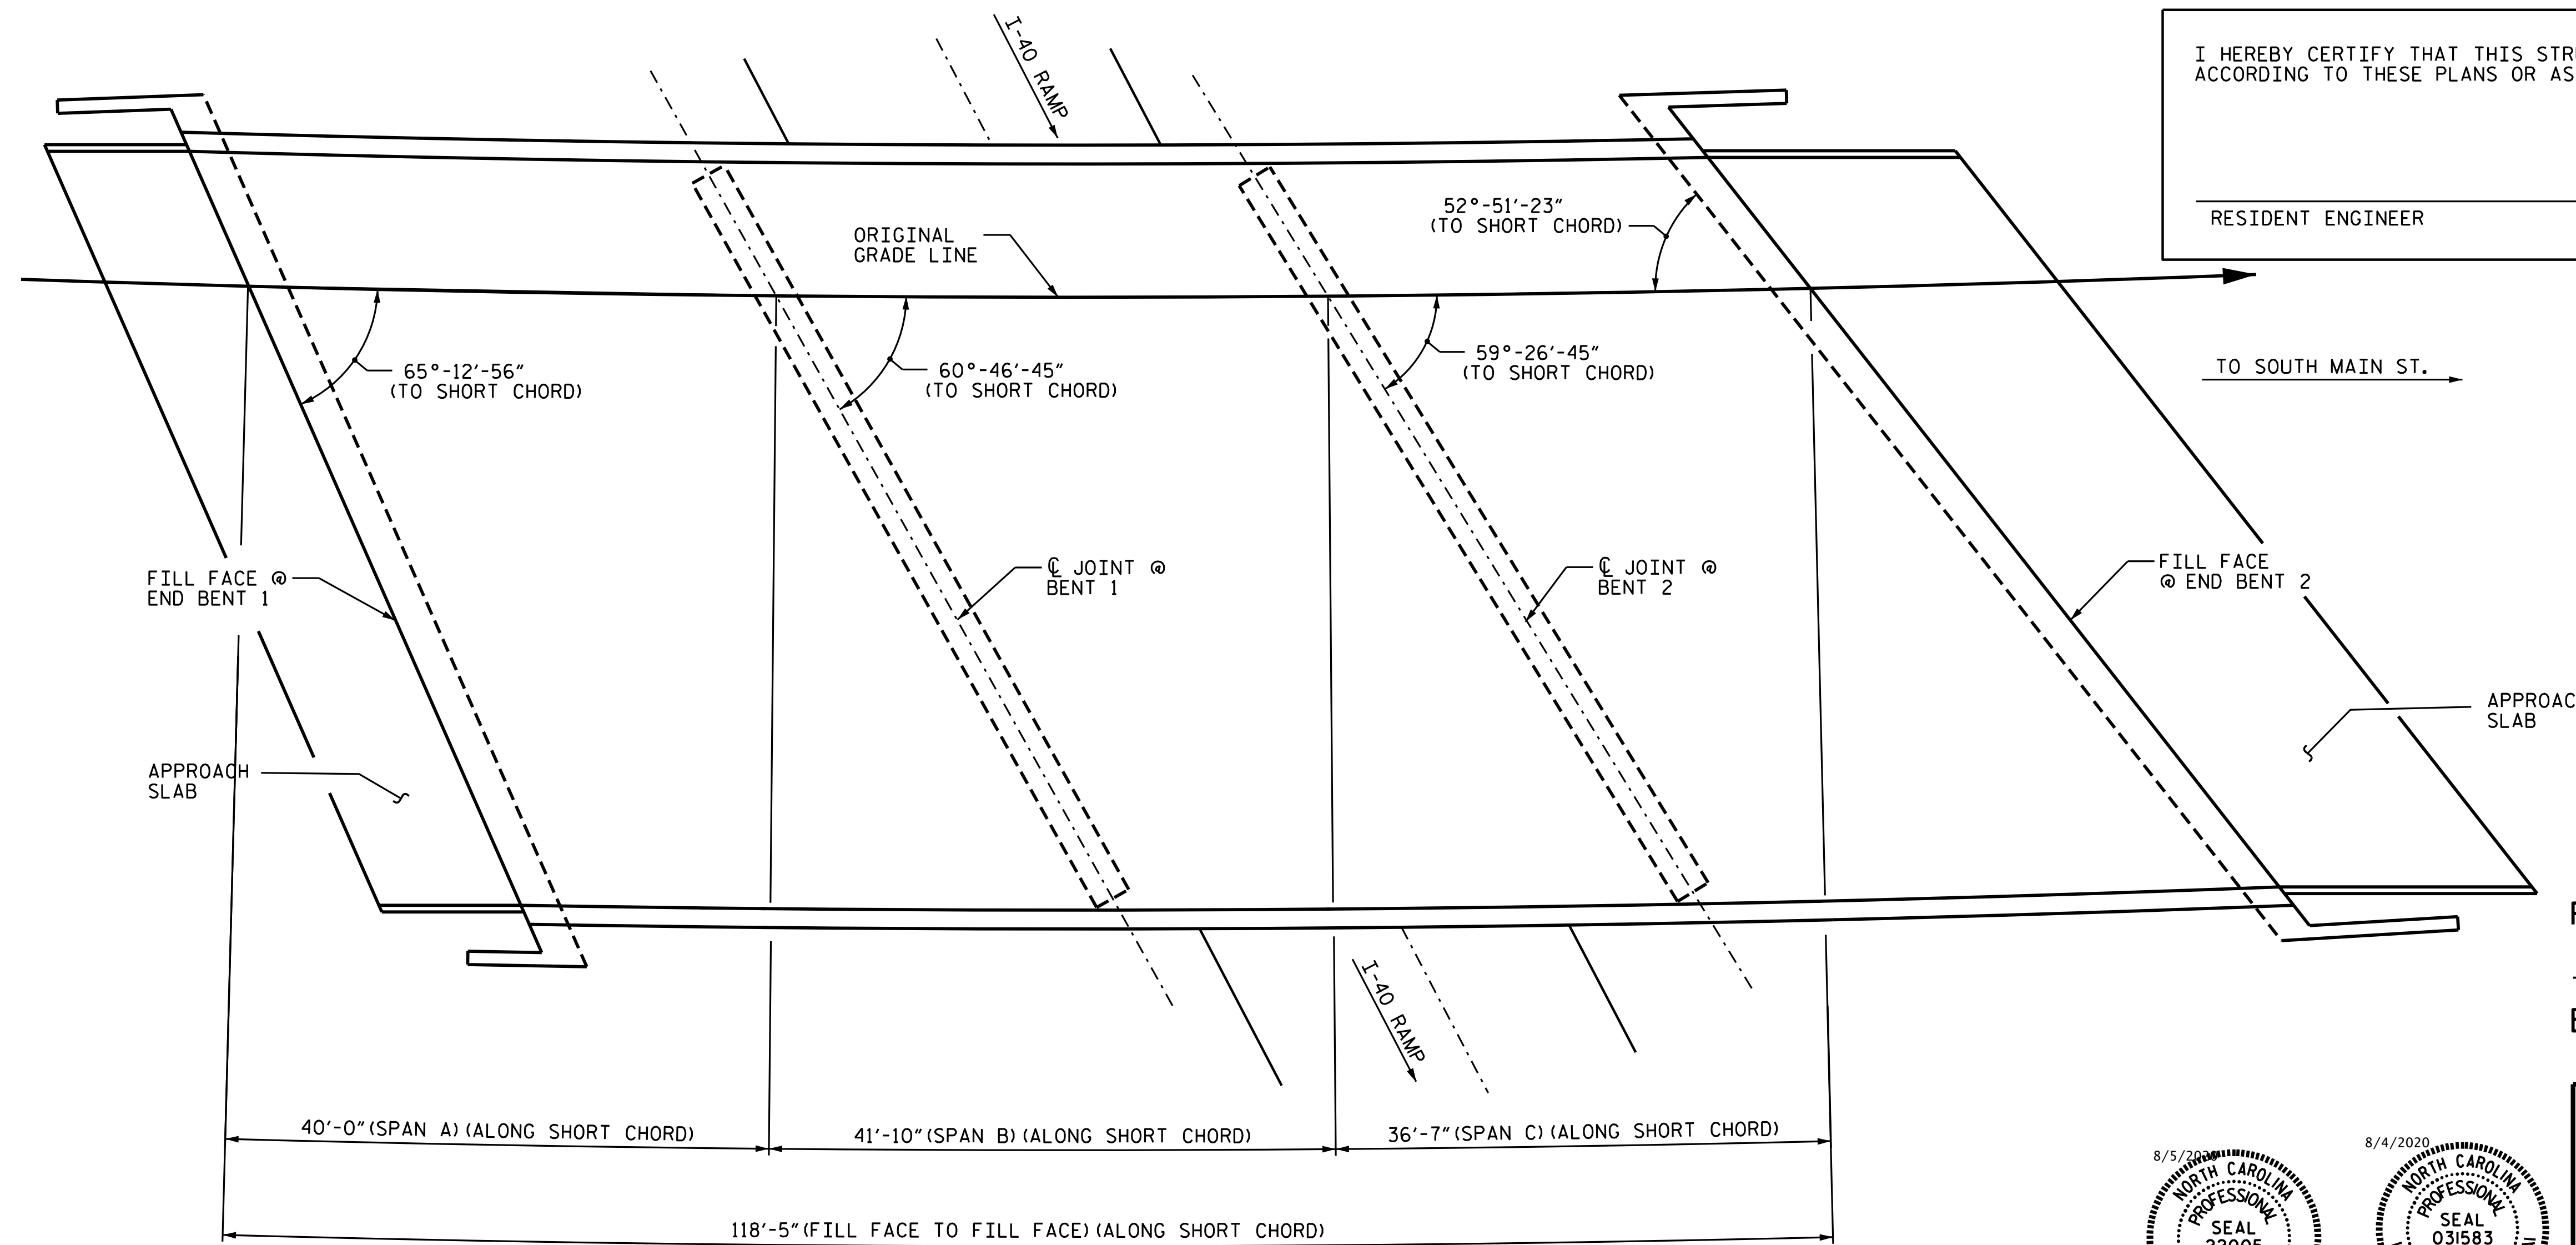 I-40 RAMP
I HEREBY CERTIFY THAT THIS STR
ACCORDING TO THESE PLANS OR AS
RESIDENT ENGINEER
52°-51'-23"
(TO SHORT CHORD)
ORIGINAL
GRADE LINE
65°-12'-56"
(TO SHORT CHORD)
60°-46'-45"
(TO SHORT CHORD)
59°-26'-45"
(TO SHORT CHORD)
TO SOUTH MAIN ST.
FILL FACE @
END BENT 1
℄ JOINT @
BENT 1
℄ JOINT @
BENT 2
FILL FACE
@ END BENT 2
APPROACH
SLAB
APPROAC
SLAB
I-40 RAMP
40'-0" (SPAN A) (ALONG SHORT CHORD)
41'-10" (SPAN B) (ALONG SHORT CHORD)
36'-7" (SPAN C) (ALONG SHORT CHORD)
118'-5" (FILL FACE TO FILL FACE) (ALONG SHORT CHORD)
8/5/2020
NORTH CAROLINA
PROFESSIONAL
SEAL
8/4/2020
NORTH CAROLINA
PROFESSIONAL
SEAL
031583